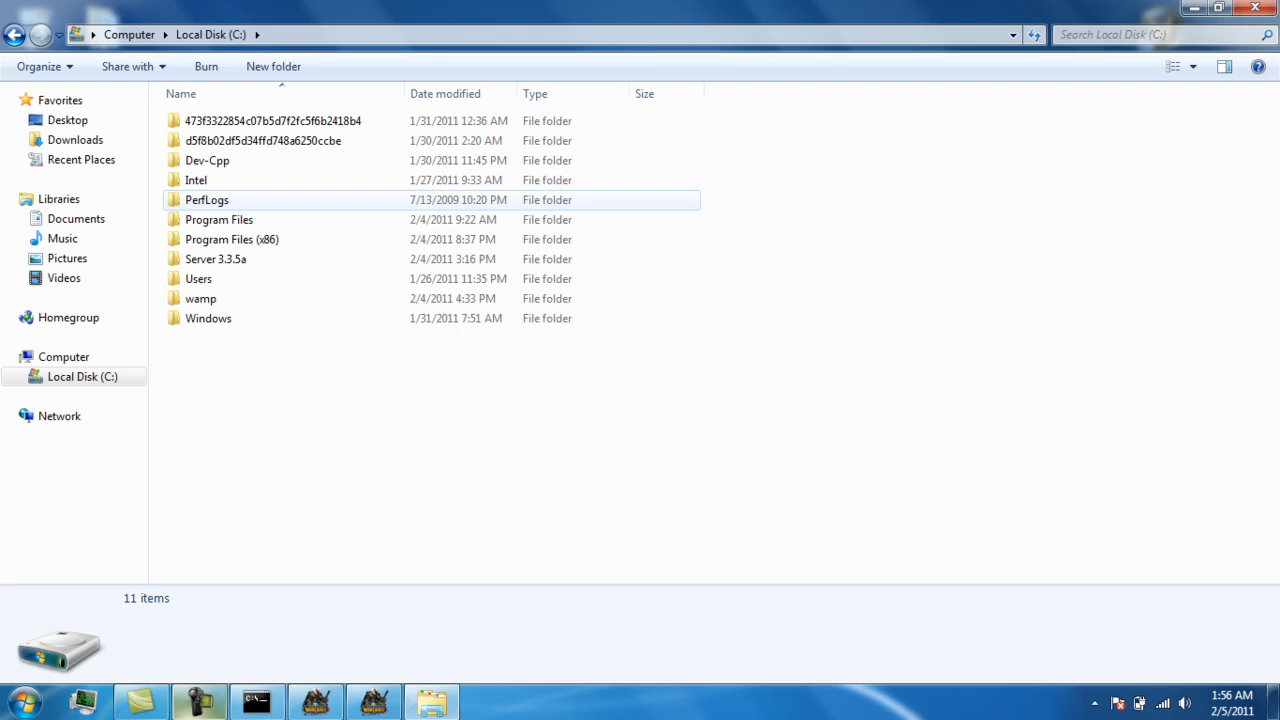 Computer Local Disk (C:) Search Local Disk (C:)
Organize Share with Burn New folder
Name Date modified Type Size
Favorites
Desktop
Downloads
Recent Places
Libraries
Documents
Music
Pictures
Videos
Homegroup
Computer
Local Disk (C:)
Network
473f3322854c07b5d7f2fc5f6b2418b4 1/31/2011 12:36 AM File folder
d5f8b02df5d34ffd748a6250ccbe 1/30/2011 2:20 AM File folder
Dev-Cpp 1/30/2011 11:45 PM File folder
Intel 1/27/2011 9:33 AM File folder
PerfLogs 7/13/2009 10:20 PM File folder
Program Files 2/4/2011 9:22 AM File folder
Program Files (x86) 2/4/2011 8:37 PM File folder
Server 3.3.5a 2/4/2011 3:16 PM File folder
Users 1/26/2011 11:35 PM File folder
wamp 2/4/2011 4:33 PM File folder
Windows 1/31/2011 7:51 AM File folder
11 items
C:\
1:56 AM
2/5/2011